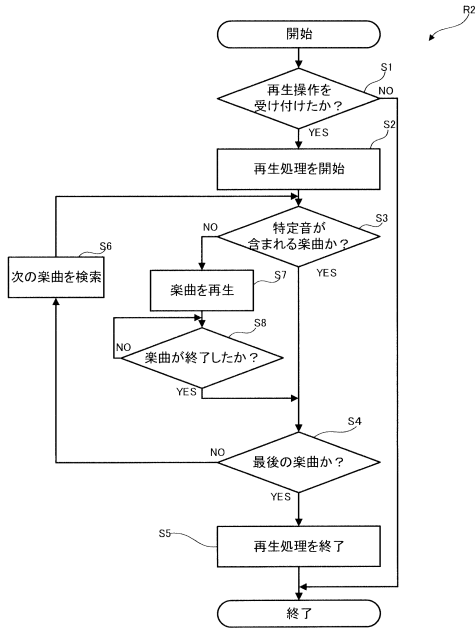 R2
開始
S1
再生操作を
受け付けたか？
NO
YES
S2
再生処理を開始
S3
特定音が
含まれる楽曲か？
NO
YES
S6
次の楽曲を検索
S7
楽曲を再生
S8
楽曲が終了したか？
NO
YES
S4
最後の楽曲か？
NO
YES
S5
再生処理を終了
終了